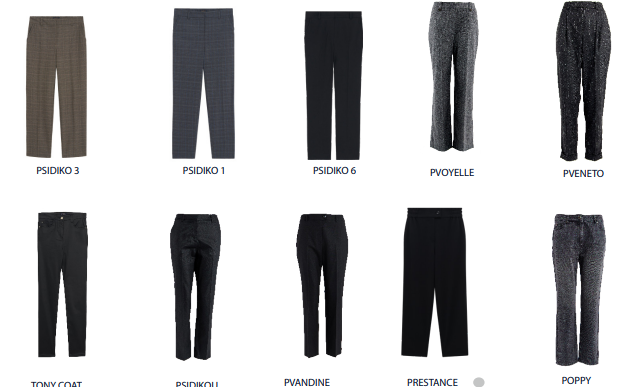 PSIDIKO 3
PSIDIKO 1
PSIDIKO 6
PVOYELLE
PVENETO
TONY COAT
PSIDIKOU
PVANDINE
PRESTANCE
POPPY